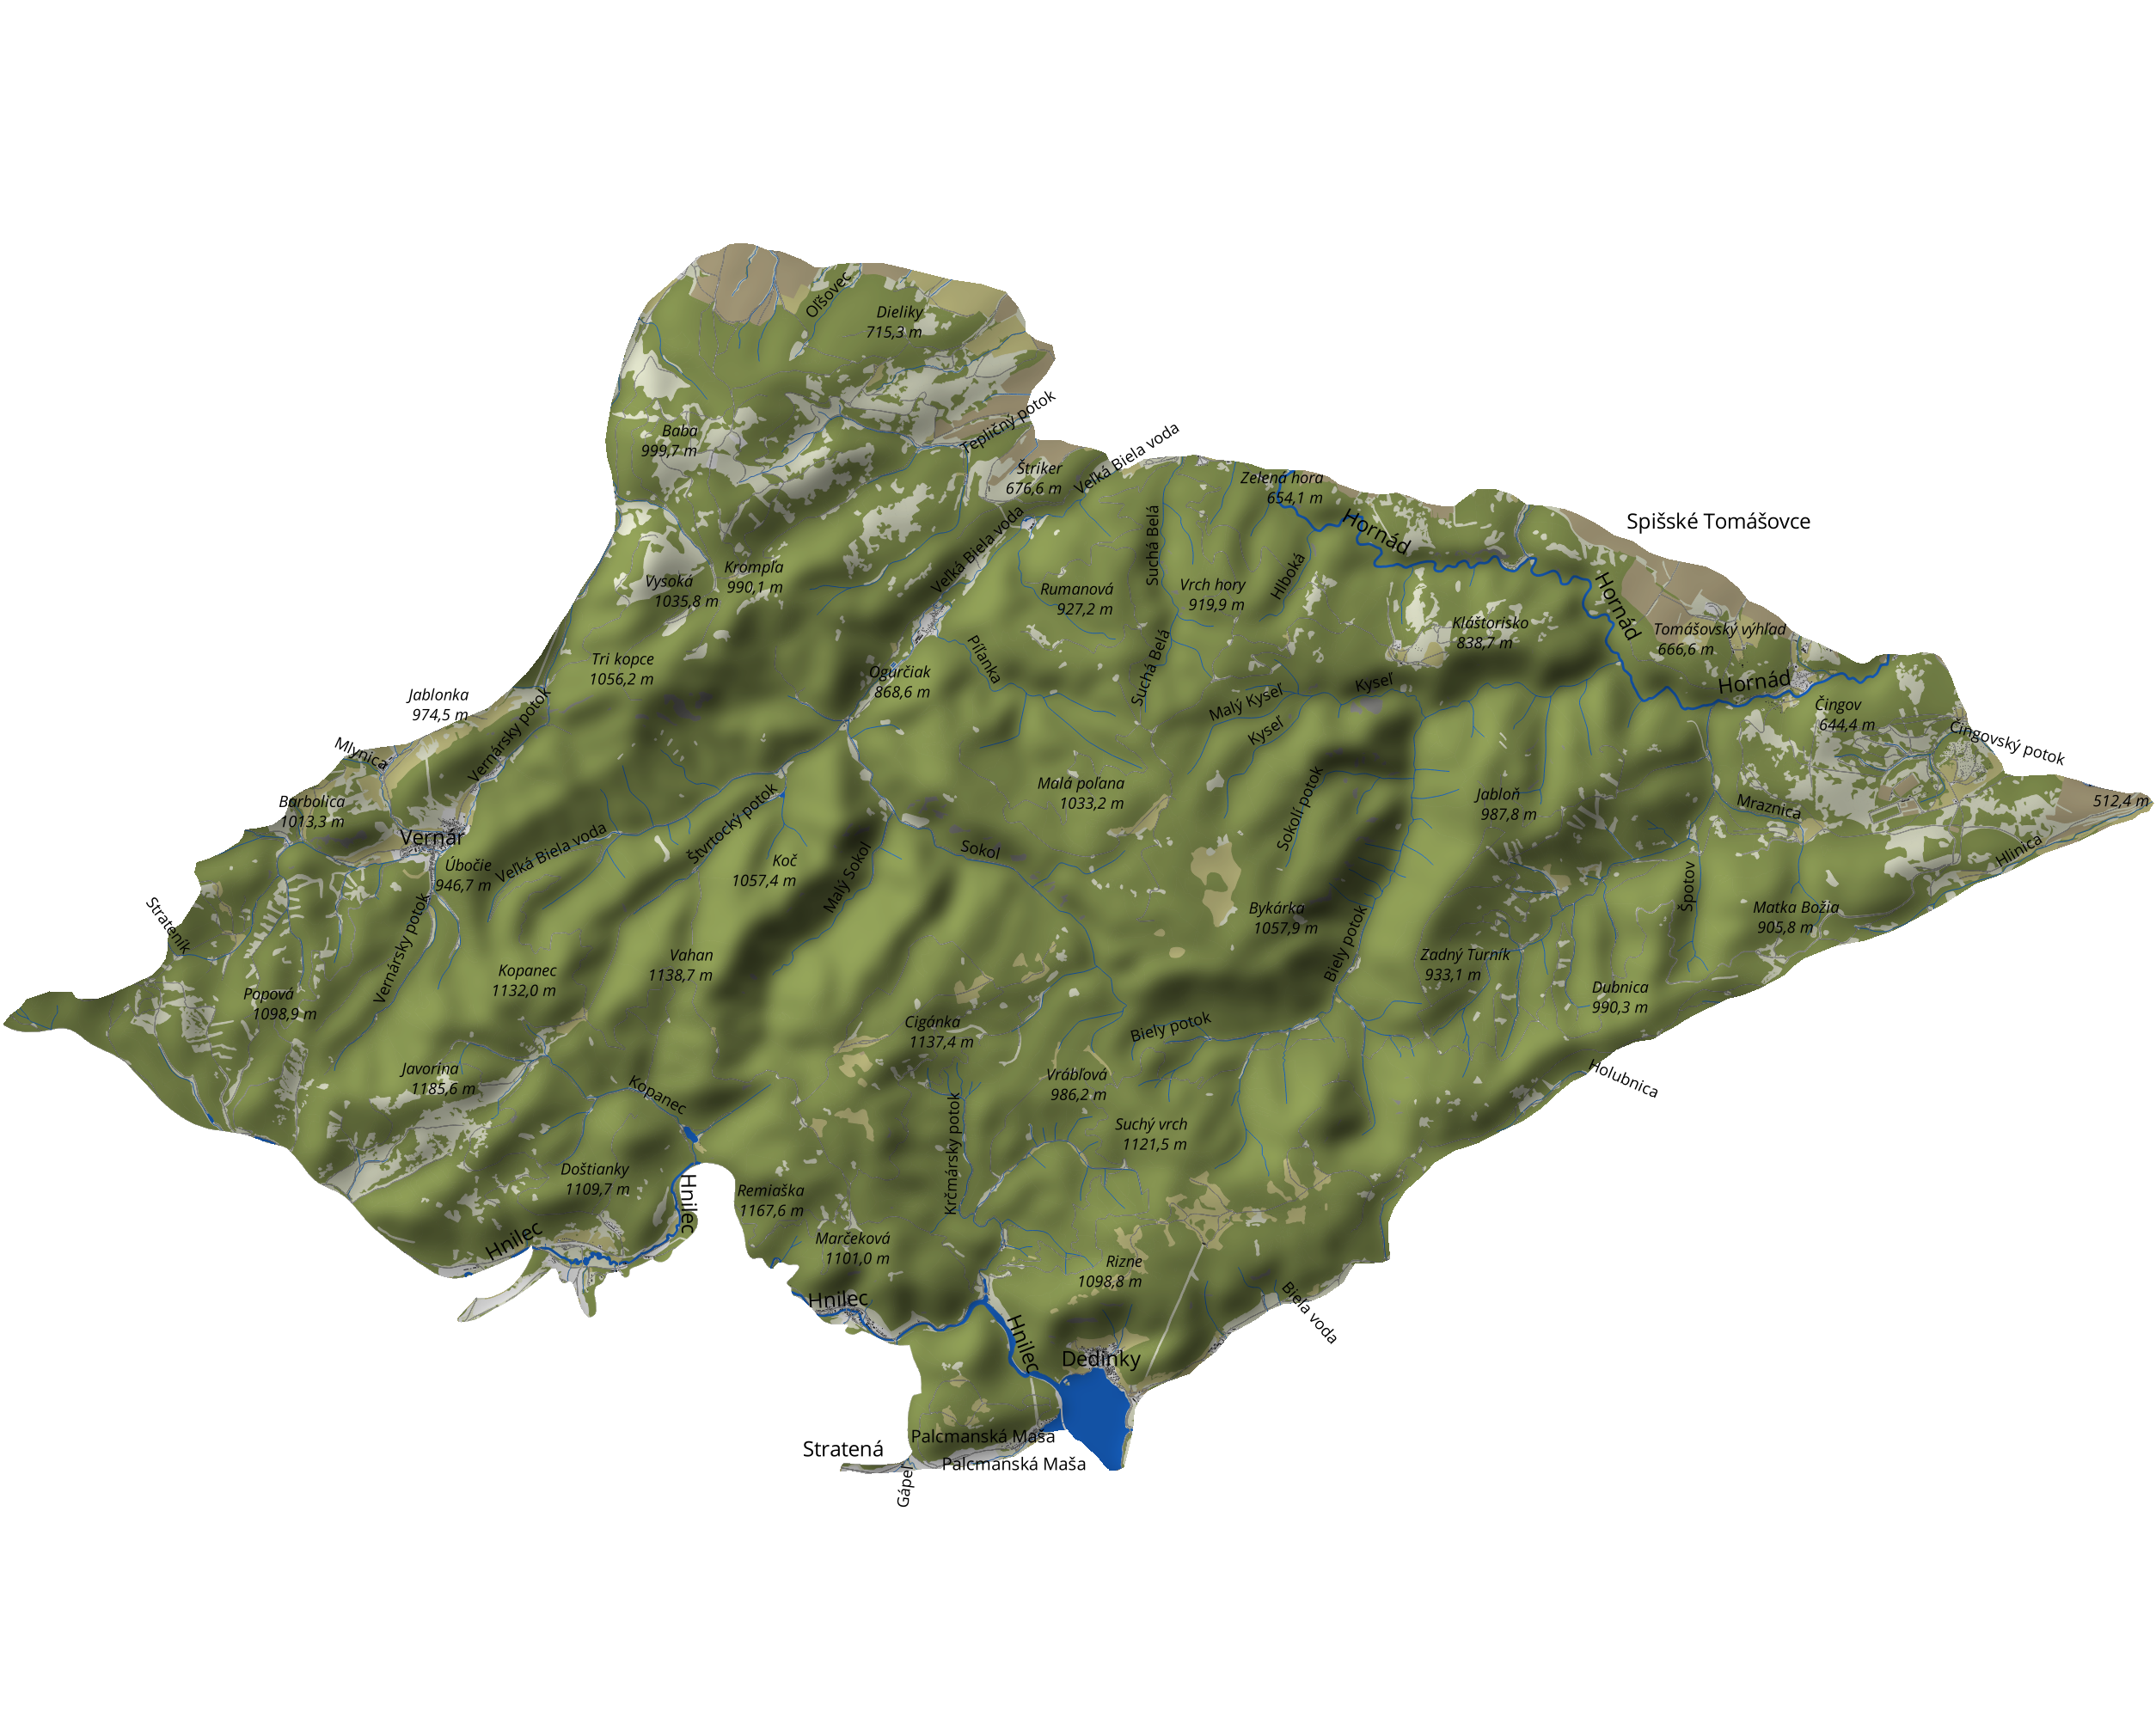 Oľšovec
Dieliky
715,3 m
Tepličný potok
Baba
999,7 m
Štriker
676,6 m
Veľká Biela voda
Zelená hora
654,1 m
Hornád
Spišské Tomášovce
Veľká Biela voda
Suchá Belá
Hlboká
Krompľa
990,1 m
Vysoká
1035,8 m
Rumanová
927,2 m
Vrch hory
919,9 m
Hornád
Kláštorisko
838,7 m
Tomášovský výhľad
666,6 m
Tri kopce
1056,2 m
Ogurčiak
868,6 m
Píľanka
Suchá Belá
Malý Kyseľ
Kyseľ
Kyseľ
Hornád
Čingov
644,4 m
Čingovský potok
Jablonka
974,5 m
Vernársky potok
Mlynica
Malá poľana
1033,2 m
Sokolí potok
Jabloň
987,8 m
Mraznica
512,4 m
Barbolica
1013,3 m
Vernár
Štvrtocký potok
Veľká Biela voda
Úbočie
946,7 m
Koč
1057,4 m
Malý Sokol
Sokol
Hlinica
Špotov
Strateník
Vernársky potok
Bykárka
1057,9 m
Biely potok
Matka Božia
905,8 m
Vahan
1138,7 m
Kopanec
1132,0 m
Zadný Turník
933,1 m
Popová
1098,9 m
Dubnica
990,3 m
Cigánka
1137,4 m
Biely potok
Javorina
1185,6 m
Kopanec
Vrábľová
986,2 m
Holubnica
Krčmársky potok
Suchý vrch
1121,5 m
Doštianky
1109,7 m
Hnilec
Remiaška
1167,6 m
Hnilec
Marčeková
1101,0 m
Rizne
1098,8 m
Hnilec
Biela voda
Hnilec
Dedinky
Palcmanská Maša
Stratená
Palcmanská Maša
Gápeľ